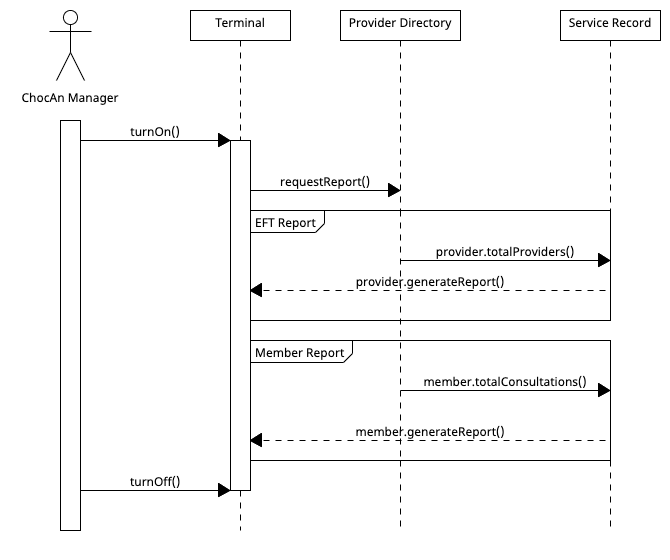 Terminal
Provider Directory
Service Record
ChocAn Manager
turnOn()
requestReport()
EFT Report
provider.totalProviders()
provider.generateReport()
Member Report
member.totalConsultations()
member.generateReport()
turnOff()